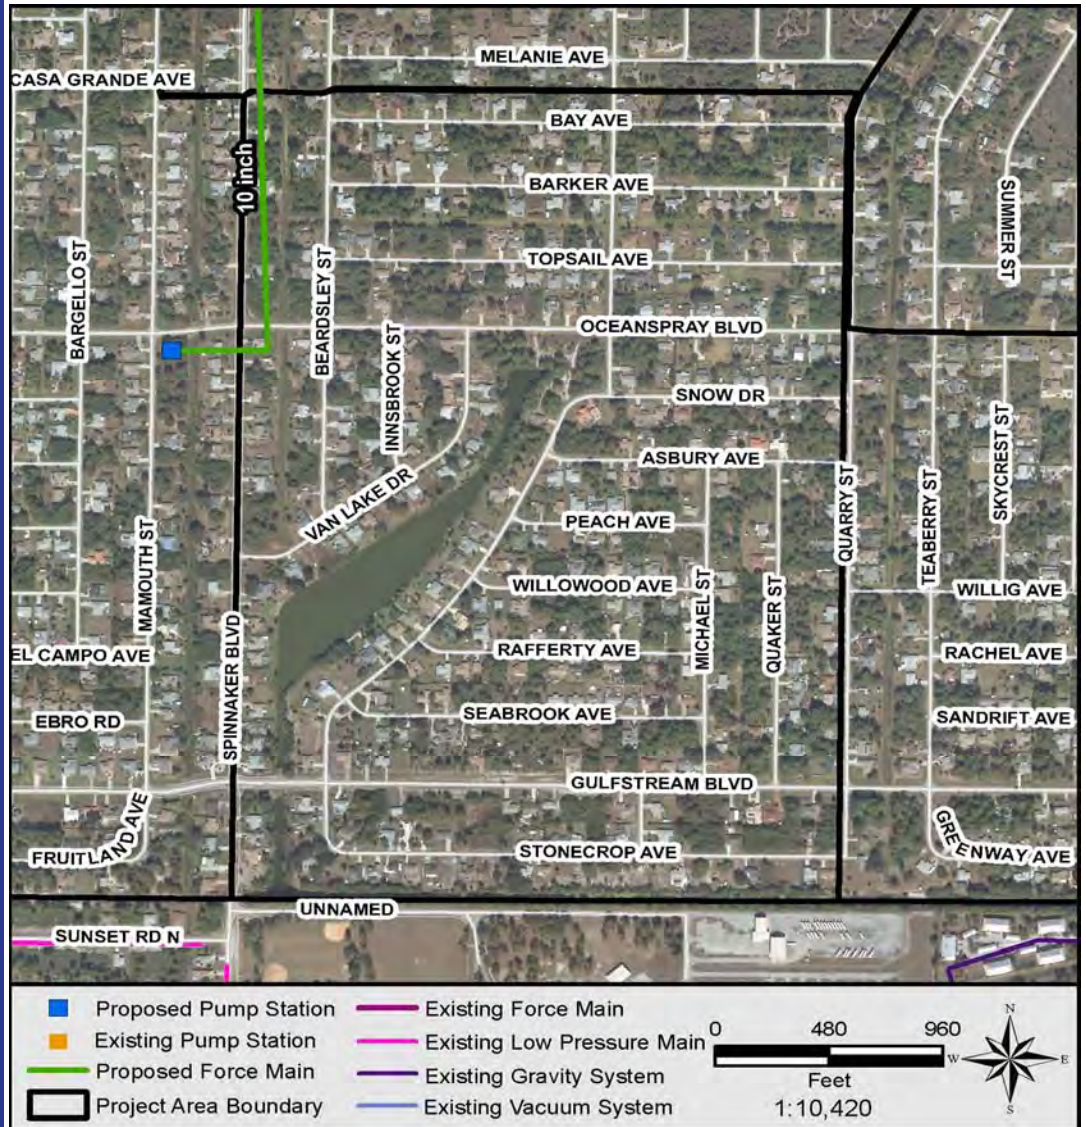 MELANIE AVE
CASA GRANDE AVE
BAY AVE
10 inch
BARKER AVE
SUMMER ST
TOPSAIL AVE
BARGELLO ST
BEARDSLEY ST
OCEANSPRAY BLVD
INNSBROOK ST
SNOW DR
SKYCREST ST
ASBURY AVE
VAN LAKE DR
PEACH AVE
QUARRY ST
TEABERRY ST
MAMOUTH ST
WILLOWOOD AVE
WILLIG AVE
MICHAEL ST
QUAKER ST
EL CAMPO AVE
RAFFERTY AVE
RACHEL AVE
SPINNAKER BLVD
EBRO RD
SEABROOK AVE
SANDRIFT AVE
GULFSTREAM BLVD
FRUITLAND AVE
STONECROP AVE
GREENWAY AVE
UNNAMED
SUNSET RD N
Proposed Pump Station
Existing Pump Station
Proposed Force Main
Project Area Boundary
Existing Force Main
Existing Low Pressure Main
Existing Gravity System
Existing Vacuum System
0 480 960
Feet
1:10,420
N
W E
S